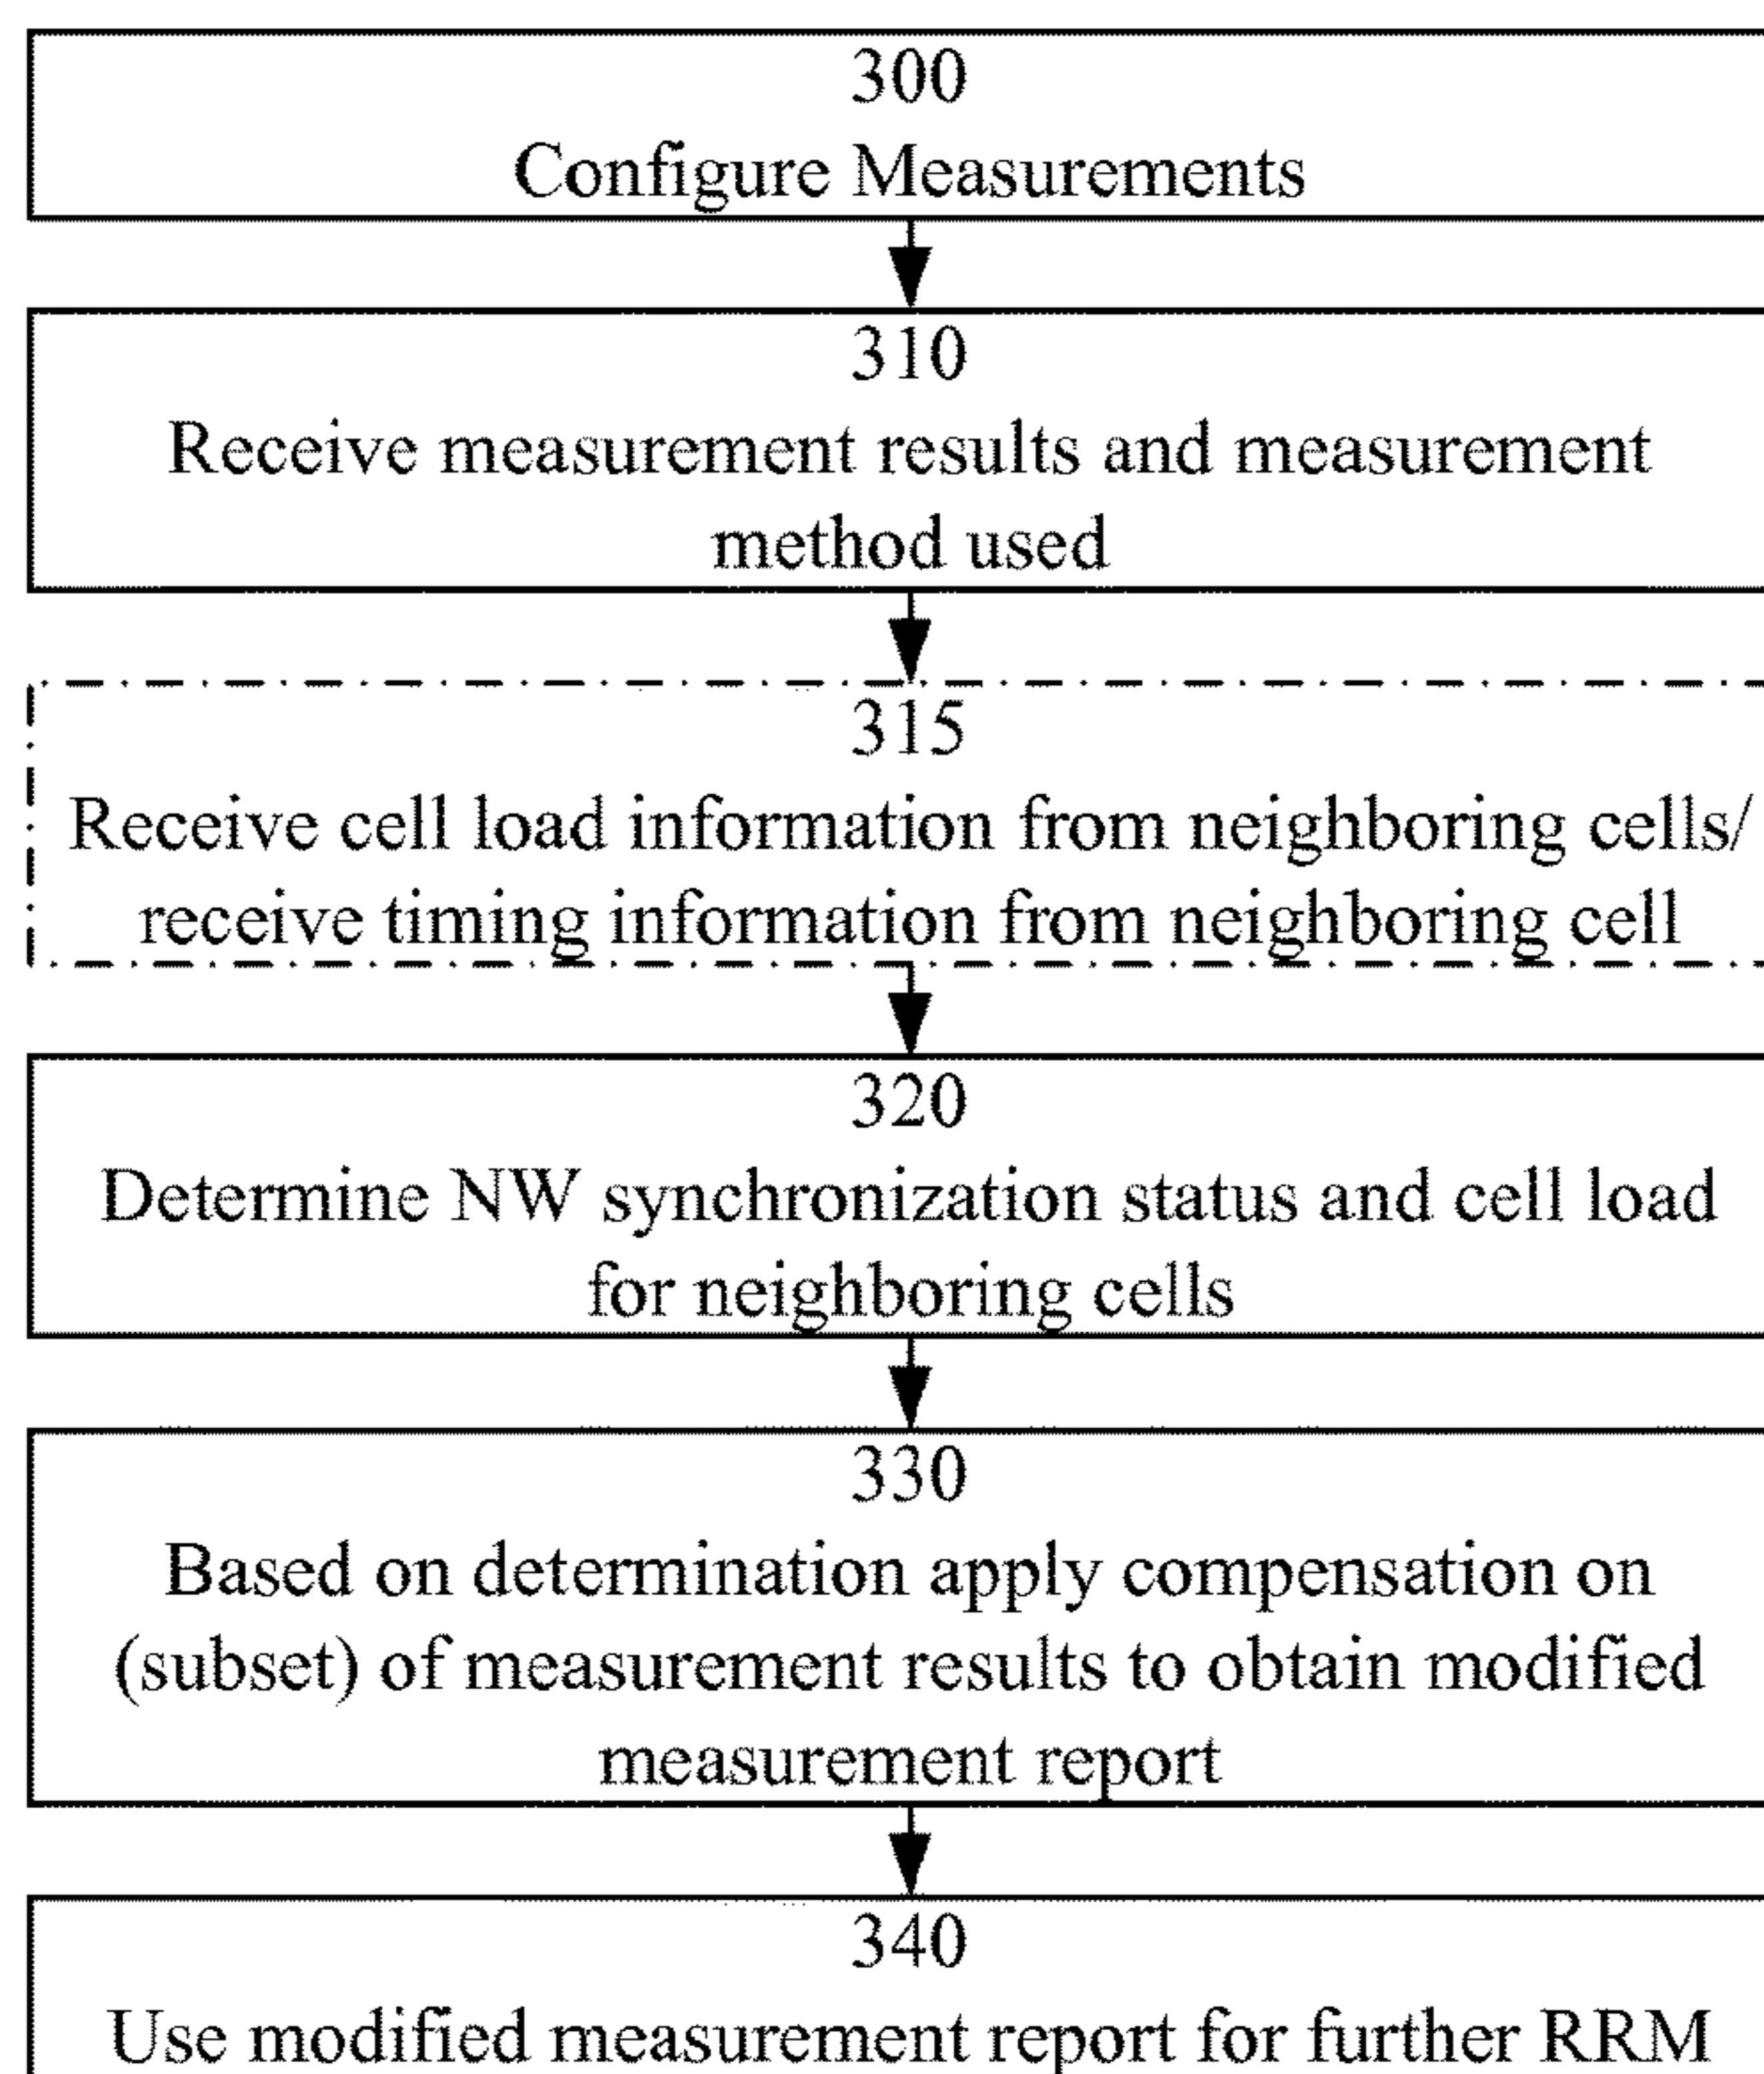 300
Configure Measurements
310
Receive measurement results and measurement
method used
315
Receive cell load information from neighboring cells/
receive timing information from neighboring cell
320
Determine NW synchronization status and cell load
for neighboring cells
330
Based on determination apply compensation on
(subset) of measurement results to obtain modified
measurement report
340
Use modified measurement report for further RRM